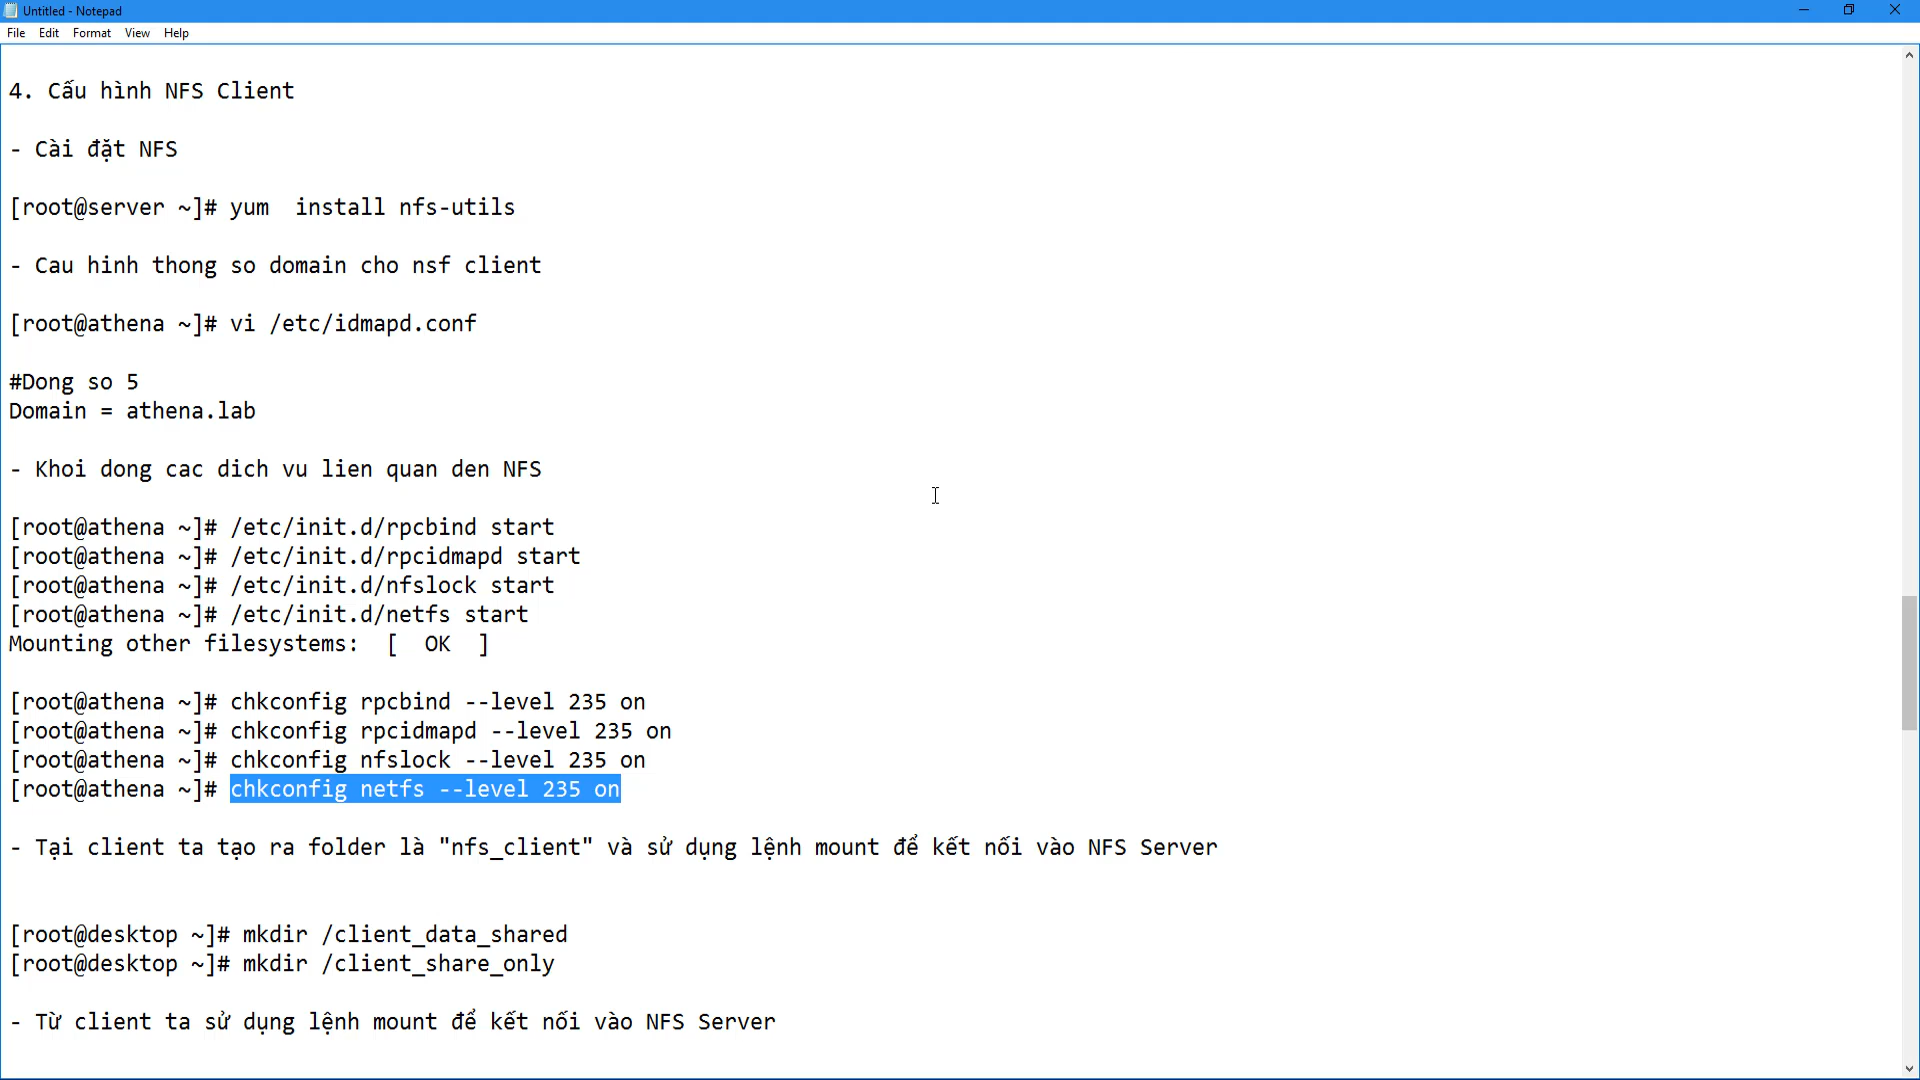 Untitled - Notepad
File Edit Format View Help
4. Cấu hình NFS Client
- Cài đặt NFS
[root@server ~]# yum  install nfs-utils
- Cau hinh thong so domain cho nsf client
[root@athena ~]# vi /etc/idmapd.conf
#Dong so 5
Domain = athena.lab
- Khoi dong cac dich vu lien quan den NFS
[root@athena ~]# /etc/init.d/rpcbind start
[root@athena ~]# /etc/init.d/rpcidmapd start
[root@athena ~]# /etc/init.d/nfslock start
[root@athena ~]# /etc/init.d/netfs start
Mounting other filesystems:  [  OK  ]
[root@athena ~]# chkconfig rpcbind --level 235 on
[root@athena ~]# chkconfig rpcidmapd --level 235 on
[root@athena ~]# chkconfig nfslock --level 235 on
[root@athena ~]# chkconfig netfs --level 235 on
- Tại client ta tạo ra folder là "nfs_client" và sử dụng lệnh mount để kết nối vào NFS Server
[root@desktop ~]# mkdir /client_data_shared
[root@desktop ~]# mkdir /client_share_only
- Từ client ta sử dụng lệnh mount để kết nối vào NFS Server